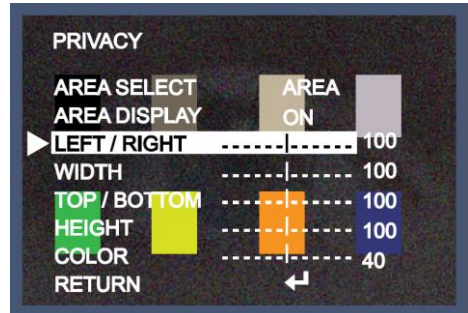 PRIVACY
AREA SELECT AREA
AREA DISPLAY ON
LEFT / RIGHT ------|------ 100
WIDTH ------|------ 100
TOP / BOTTOM ------|------ 100
HEIGHT ------|------ 100
COLOR ------|------ 40
RETURN ↵